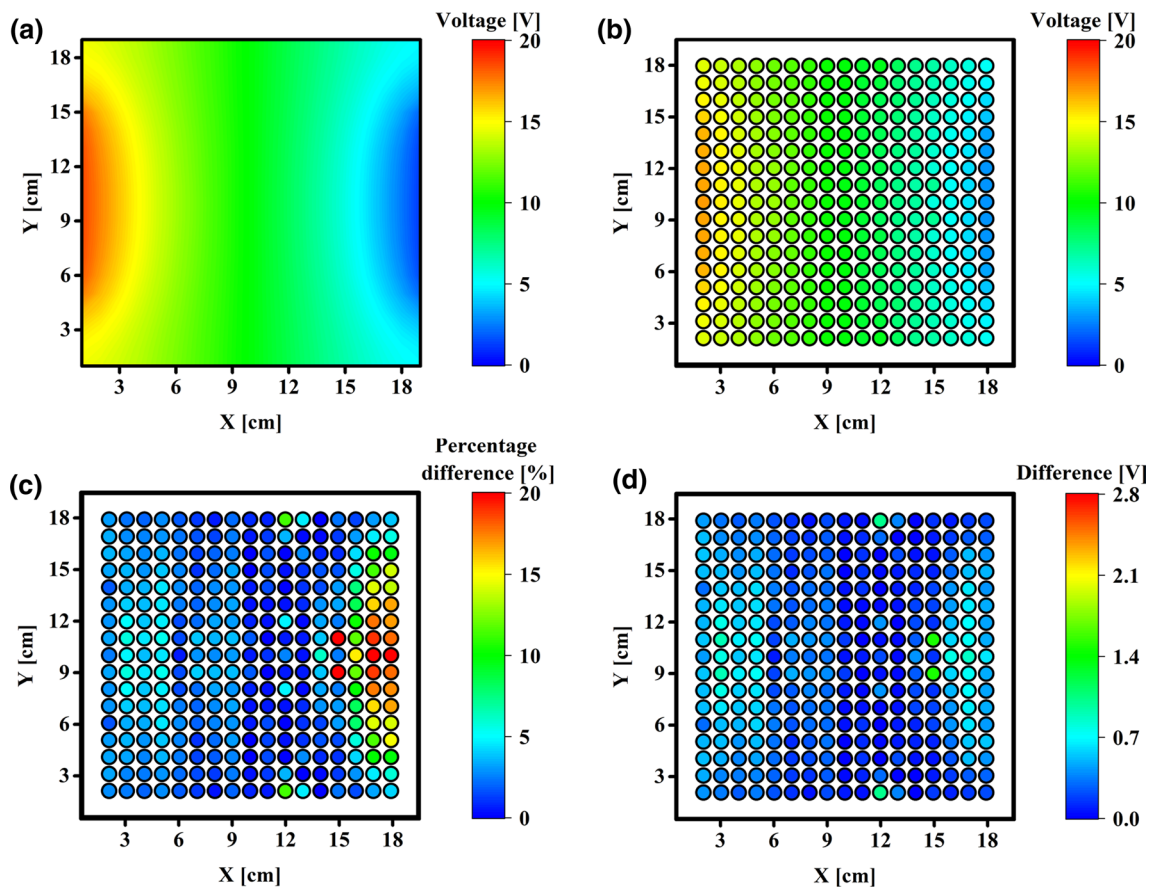 (a)
Voltage [V]
20
15
10
5
0
18
15
12
9
6
3
Y [cm]
3 6 9 12 15 18
X [cm]
(b)
Voltage [V]
20
15
10
5
0
18
15
12
9
6
3
Y [cm]
3 6 9 12 15 18
X [cm]
(c)
Percentage
difference [%]
20
15
10
5
0
18
15
12
9
6
3
Y [cm]
3 6 9 12 15 18
X [cm]
(d)
Difference [V]
2.8
2.1
1.4
0.7
0.0
18
15
12
9
6
3
Y [cm]
3 6 9 12 15 18
X [cm]